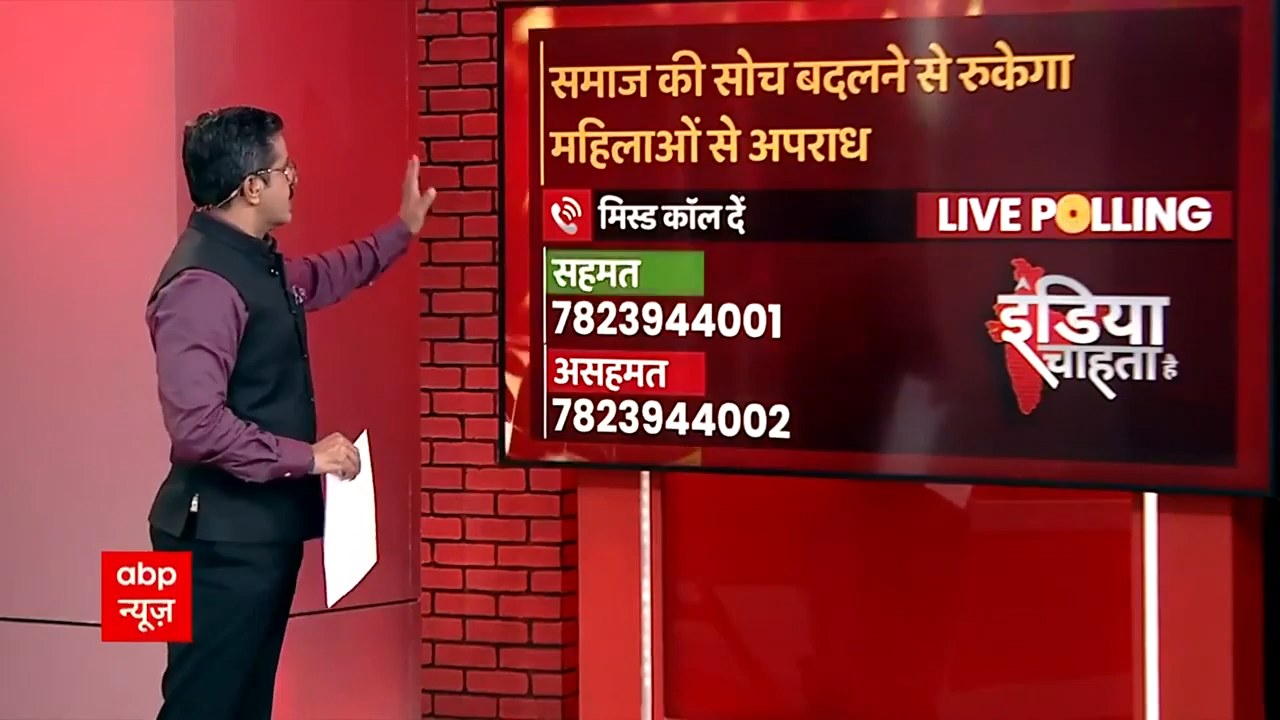 समाज की सोच बदलने से रुकेगा
महिलाओं से अपराध
मिस्ड कॉल दें
LIVE POLLING
सहमत
7823944001
असहमत
7823944002
इंडिया
चाहता है
abp
न्यूज़